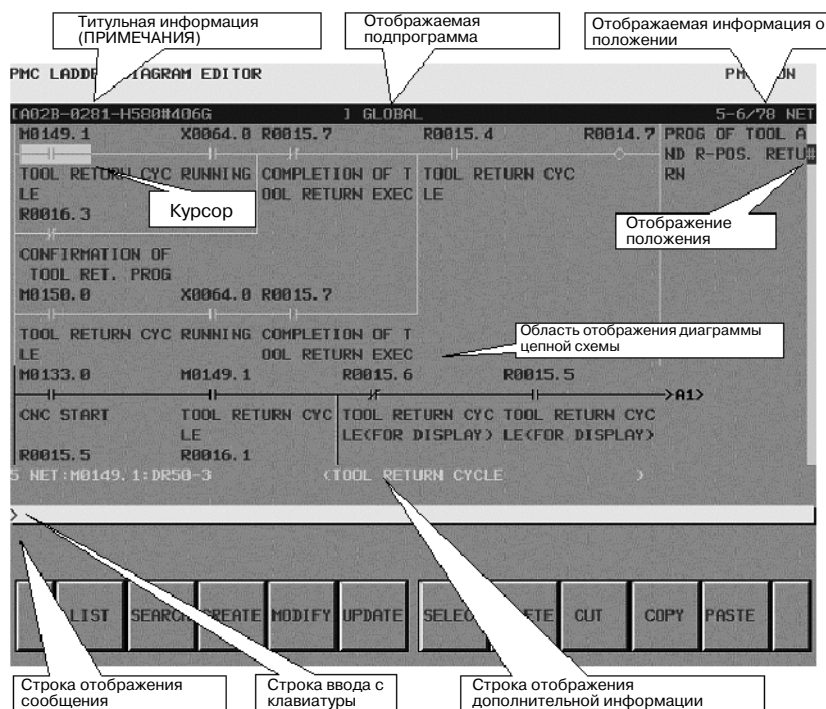 Титульная информация
(ПРИМЕЧАНИЯ)
Отображаемая
подпрограмма
Отображаемая информация о
положении
PMC LADDE DIAGRAM EDITOR
[A02B-0281-H580#406G ] GLOBAL 5-6/78 NET
M0149.1 X0064.0 R0015.7 R0015.4 R0014.7 PROG OF TOOL A
ND R-POS. RETU#
RN
TOOL RETURN CYC RUNNING COMPLETION OF T TOOL RETURN CYC
LE OOL RETURN EXEC LE
R0016.3
Курсор
Отображение
положения
CONFIRMATION OF
TOOL RET. PROG
M0150.0 X0064.0 R0015.7
TOOL RETURN CYC RUNNING COMPLETION OF T
LE OOL RETURN EXEC
Область отображения диаграммы
цепной схемы
M0133.0 M0149.1 R0015.6 R0015.5
>A1>
CNC START TOOL RETURN CYC TOOL RETURN CYC TOOL RETURN CYC
LE LE(FOR DISPLAY) LE(FOR DISPLAY)
R0015.5 R0016.1
5 NET:M0149.1:DR50-3 (TOOL RETURN CYCLE )
>
LIST SEARCH CREATE MODIFY UPDATE SELEC ETE CUT COPY PASTE
Строка отображения
сообщения
Строка ввода с
клавиатуры
Строка отображения
дополнительной информации